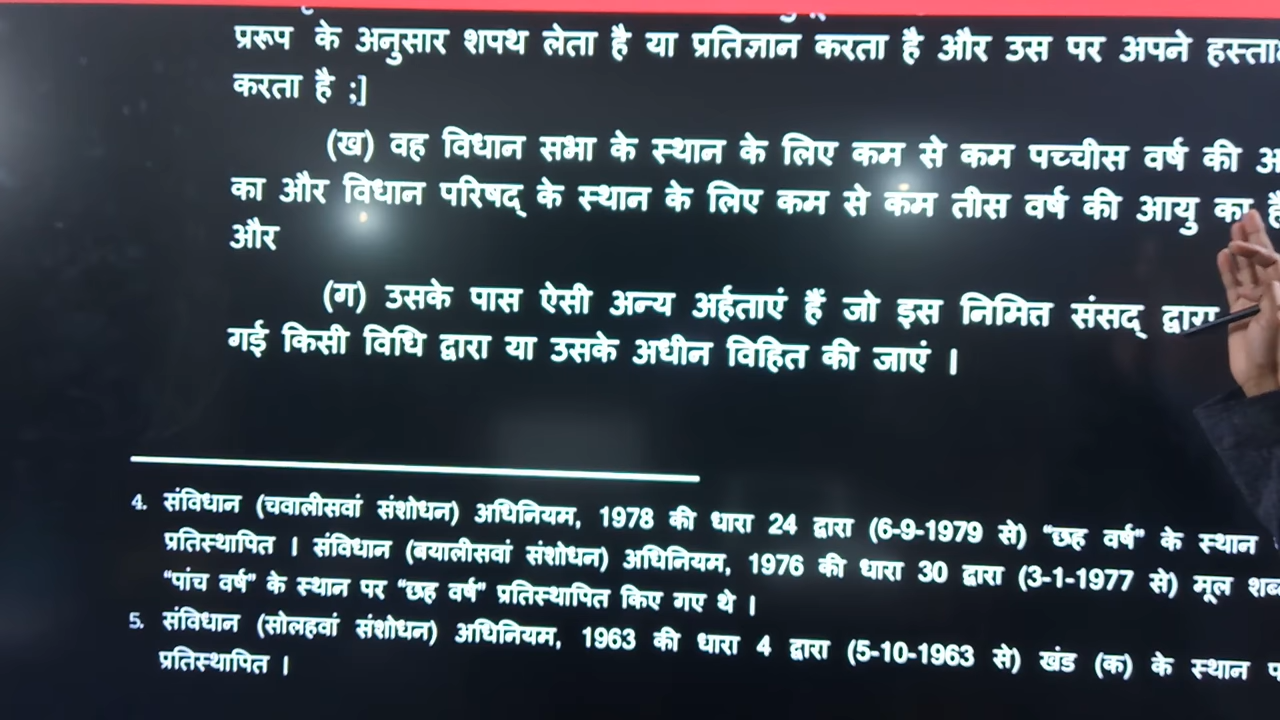 प्ररूप के अनुसार शपथ लेता है या प्रतिज्ञान करता है और उस पर अपने
करता है ;]
(ख) वह विधान सभा के स्थान के लिए कम से कम पच्चीस वर्ष की
का और विधान परिषद् के स्थान के लिए कम से कम तीस वर्ष की आयु का
और
(ग) उसके पास ऐसी अन्य अर्हताएं हैं जो इस निमित्त संसद् द्वारा
गई किसी विधि द्वारा या उसके अधीन विहित की जाएं ।
4. संविधान (चवालीसवां संशोधन) अधिनियम, 1978 की धारा 24 द्वारा (6-9-1979 से) “छह वर्ष” के स्थान
प्रतिस्थापित । संविधान (बयालीसवां संशोधन) अधिनियम, 1976 की धारा 30 द्वारा (3-1-1977 से) मूल
“पांच वर्ष” के स्थान पर “छह वर्ष” प्रतिस्थापित किए गए थे ।
5. संविधान (सोलहवां संशोधन) अधिनियम, 1963 की धारा 4 द्वारा (5-10-1963 से) खंड (क) के स्थान
प्रतिस्थापित ।